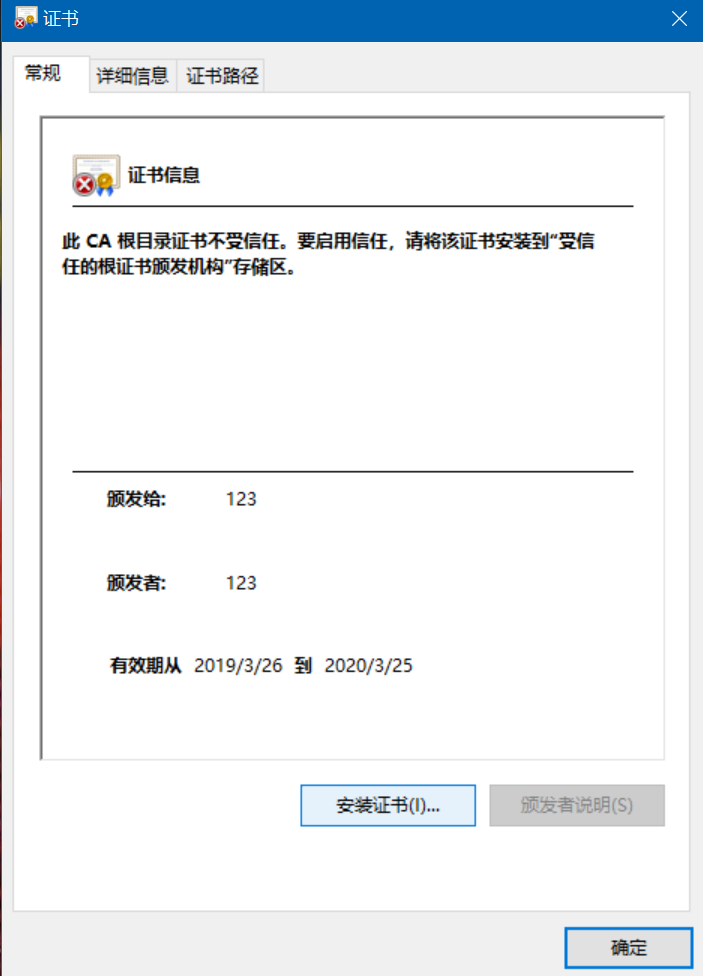 证书
常规 详细信息 证书路径
证书信息
此 CA 根目录证书不受信任。要启用信任，请将该证书安装到“受信
任的根证书颁发机构”存储区。
颁发给: 123
颁发者: 123
有效期从 2019/3/26 到 2020/3/25
安装证书(I)... 颁发者说明(S)
确定